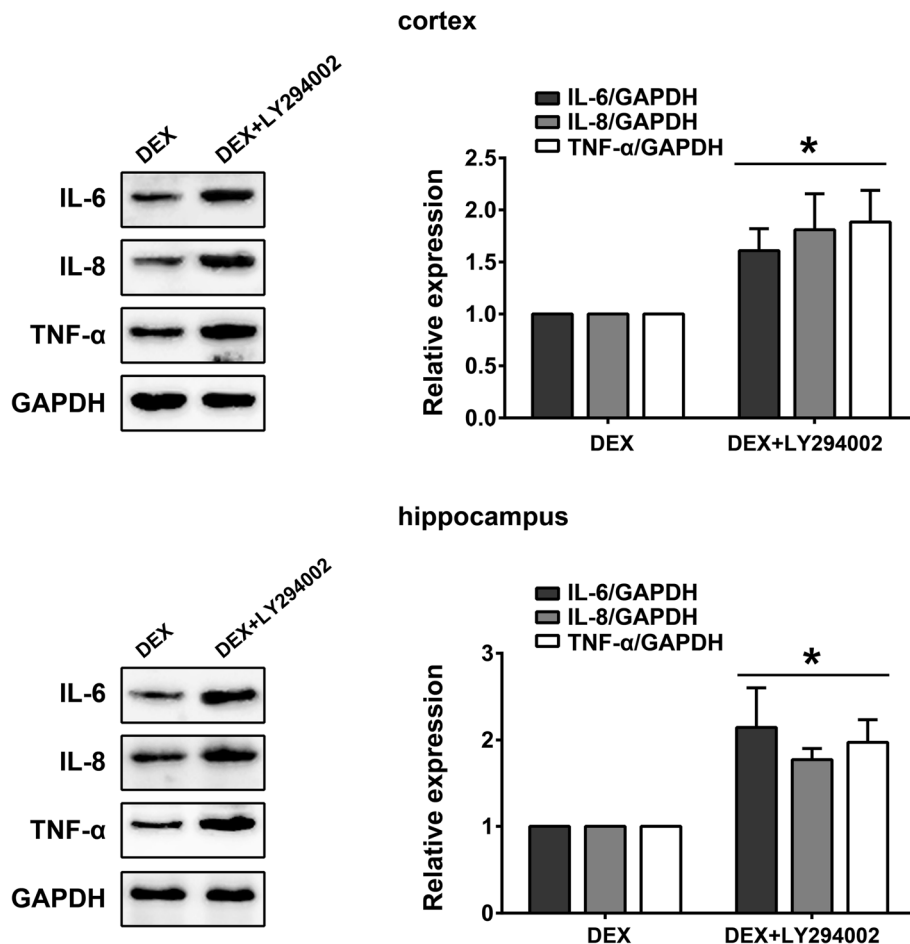 cortex
DEX
DEX+LY294002
IL-6
IL-8
TNF-α
GAPDH
IL-6/GAPDH
IL-8/GAPDH
TNF-α/GAPDH
*
Relative expression
2.5
2.0
1.5
1.0
0.5
0.0
DEX
DEX+LY294002
hippocampus
DEX
DEX+LY294002
IL-6
IL-8
TNF-α
GAPDH
IL-6/GAPDH
IL-8/GAPDH
TNF-α/GAPDH
*
Relative expression
3
2
1
0
DEX
DEX+LY294002